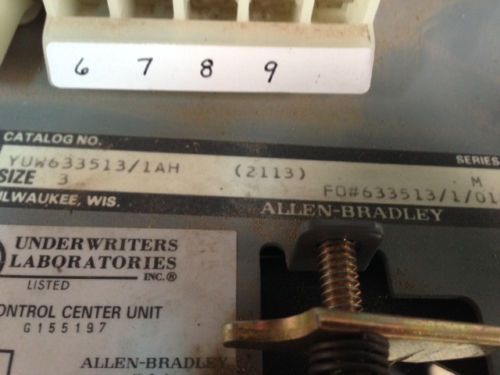 6 7 8 9
CATALOG NO.
SERIES
YUW633513/1AH (2113) M
SIZE 3 FO#633513/1/01
MILWAUKEE, WIS. ALLEN-BRADLEY
UNDERWRITERS
LABORATORIES
INC.®
LISTED
CONTROL CENTER UNIT
G155197
ALLEN-BRADLEY